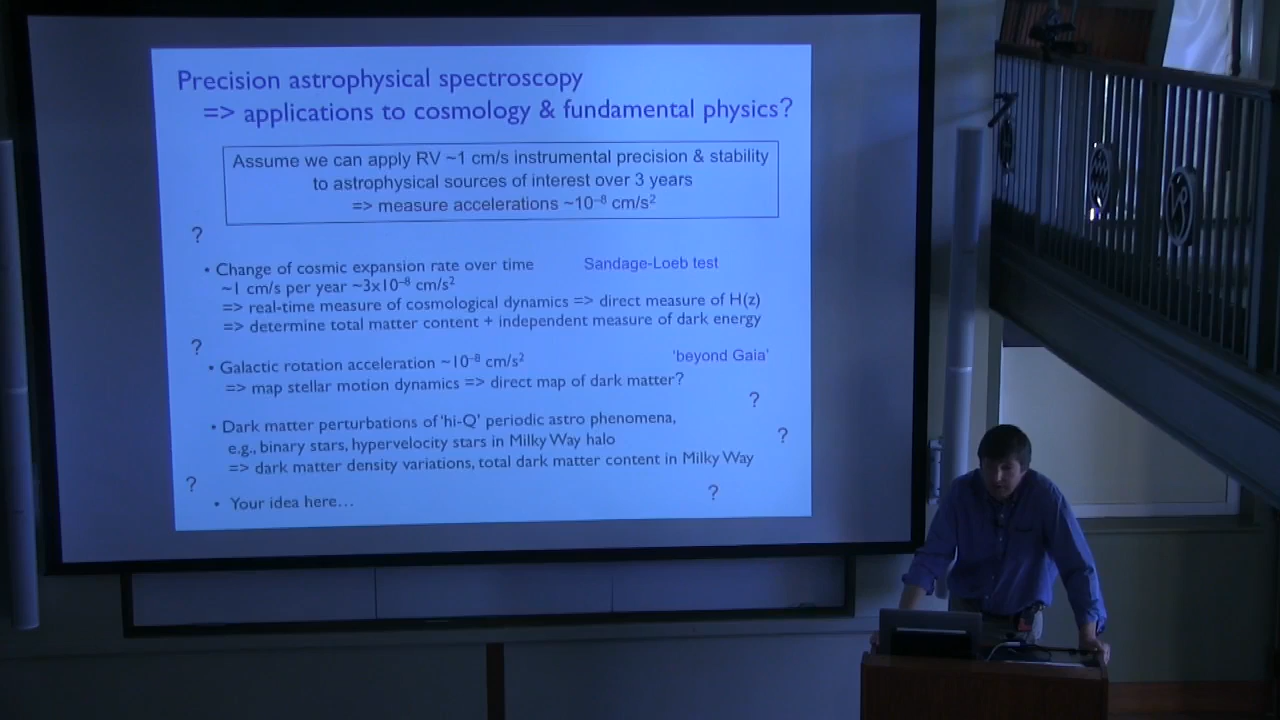 Precision astrophysical spectroscopy
=> applications to cosmology & fundamental physics?
Assume we can apply RV ~1 cm/s instrumental precision & stability
to astrophysical sources of interest over 3 years
=> measure accelerations ~10⁻⁸ cm/s²
?
• Change of cosmic expansion rate over time Sandage-Loeb test
~1 cm/s per year ~3x10⁻⁸ cm/s²
=> real-time measure of cosmological dynamics => direct measure of H(z)
=> determine total matter content + independent measure of dark energy
?
• Galactic rotation acceleration ~10⁻⁸ cm/s² 'beyond Gaia'
=> map stellar motion dynamics => direct map of dark matter?
?
• Dark matter perturbations of 'hi-Q' periodic astro phenomena,
?
e.g., binary stars, hypervelocity stars in Milky Way halo
=> dark matter density variations, total dark matter content in Milky Way
?
?
• Your idea here...